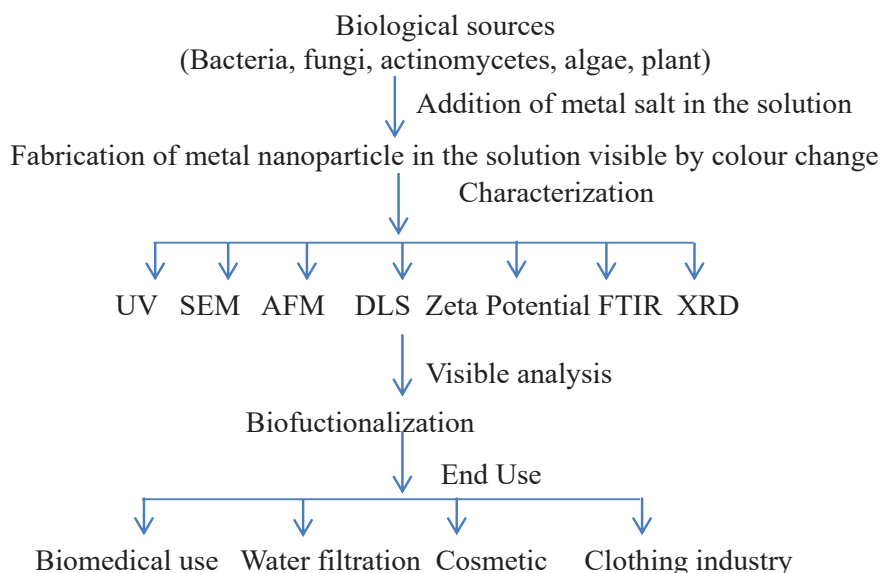 Biological sources
(Bacteria, fungi, actinomycetes, algae, plant)
Addition of metal salt in the solution
Fabrication of metal nanoparticle in the solution visible by colour change
Characterization
UV SEM AFM DLS Zeta Potential FTIR XRD
Visible analysis
Biofuctionalization
End Use
Biomedical use Water filtration Cosmetic Clothing industry